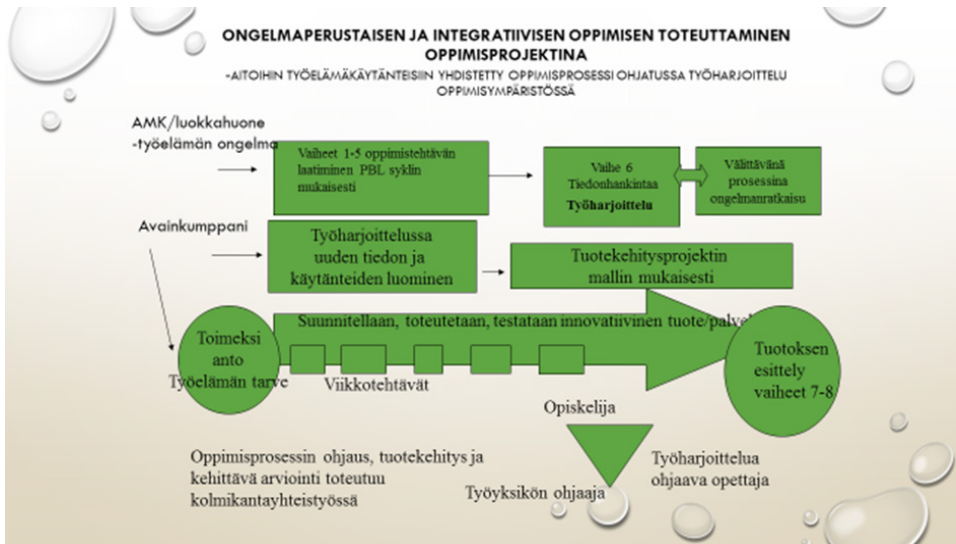 ONGELMAPERUSTAISEN JA INTEGRATIIVISEN OPPIMISEN TOTEUTTAMINEN
OPPIMISPROJEKTINA
-AITOIHIN TYÖELÄMÄKÄYTÄNTEISIIN YHDISTETTY OPPIMISPROSESSI OHJATUSSA TYÖHARJOITTELU
OPPIMISYMPÄRISTÖSSÄ
AMK/luokkahuone
-työelämän ongelma
Vaiheet 1-5 oppimistehtävän
laatiminen PBL syklin
mukaisesti
Vaihe 6
Tiedonhankintaa
Työharjoittelu
Välittävänä
prosessina
ongelmanratkaisu
Avainkumppani
Työharjoittelussa
uuden tiedon ja
käytänteiden luominen
Tuotekehitysprojektin
mallin mukaisesti
Suunnitellaan, toteutetaan, testataan innovatiivinen
Toimeksi
anto
Työelämän tarve
Viikkotehtävät
Tuotoksen
esittely
vaiheet 7-8
Opiskelija
Oppimisprosessin ohjaus, tuotekehitys ja
kehittävä arviointi toteutuu
kolmikantayhteistyössä
Työyksikön ohjaaja
Työharjoittelua
ohjaava opettaja